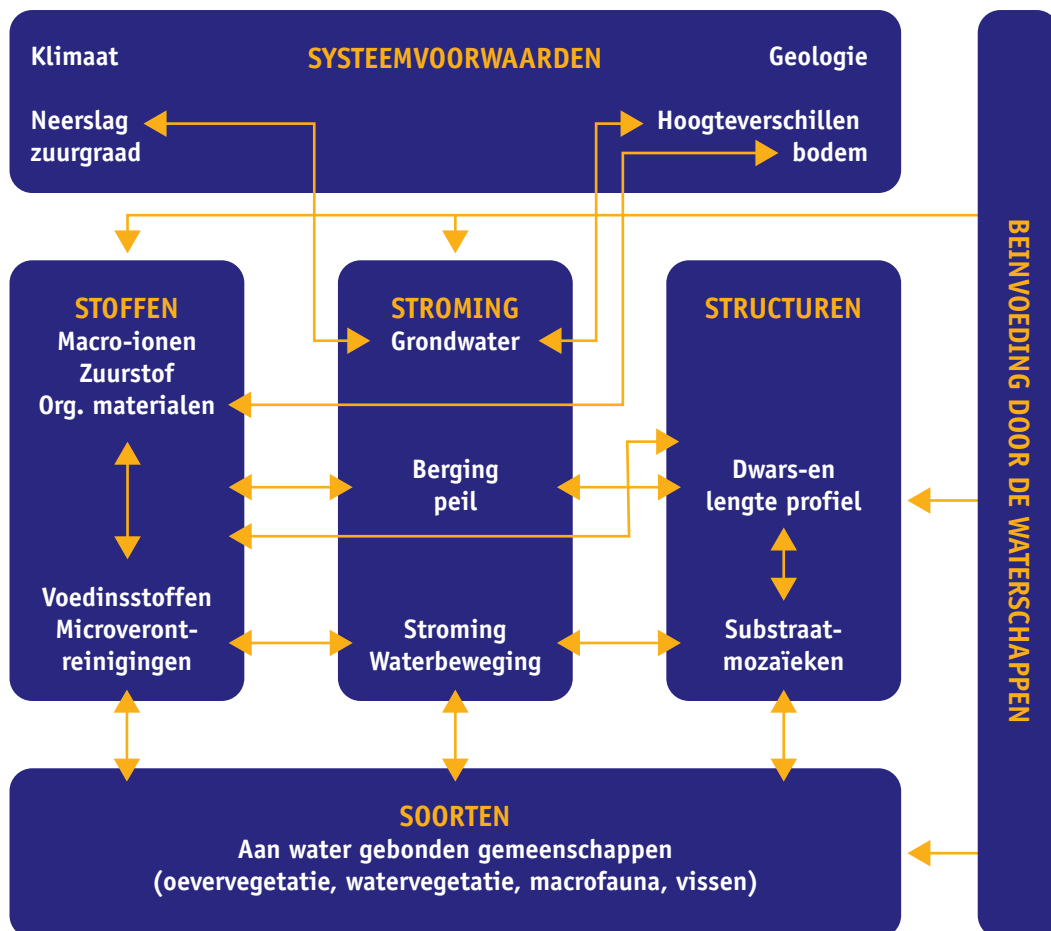 Klimaat
SYSTEEMVOORWAARDEN
Geologie
Neerslag
zuurgraad
Hoogteverschillen
bodem
STOFFEN
Macro-ionen
Zuurstof
Org. materialen
Voedinsstoffen
Microveront-
reinigingen
STROMING
Grondwater
Berging
peil
Stroming
Waterbeweging
STRUCTUREN
Dwars-en
lengte profiel
Substraat-
mozaïeken
SOORTEN
Aan water gebonden gemeenschappen
(oevervegetatie, watervegetatie, macrofauna, vissen)
BEINVOEDING DOOR DE WATERSCHAPPEN